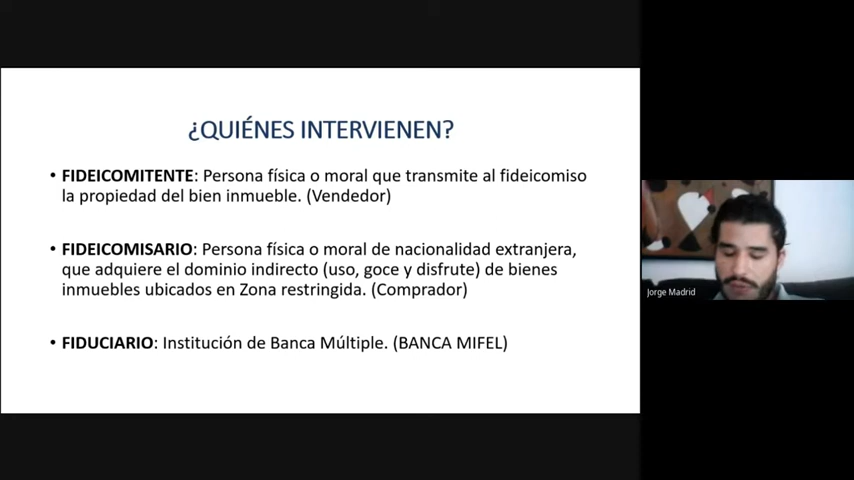 ¿QUIÉNES INTERVIENEN?
• FIDEICOMITENTE: Persona física o moral que transmite al fideicomiso
la propiedad del bien inmueble. (Vendedor)
• FIDEICOMISARIO: Persona física o moral de nacionalidad extranjera,
que adquiere el dominio indirecto (uso, goce y disfrute) de bienes
inmuebles ubicados en Zona restringida. (Comprador)
• FIDUCIARIO: Institución de Banca Múltiple. (BANCA MIFEL)
Jorge Madrid